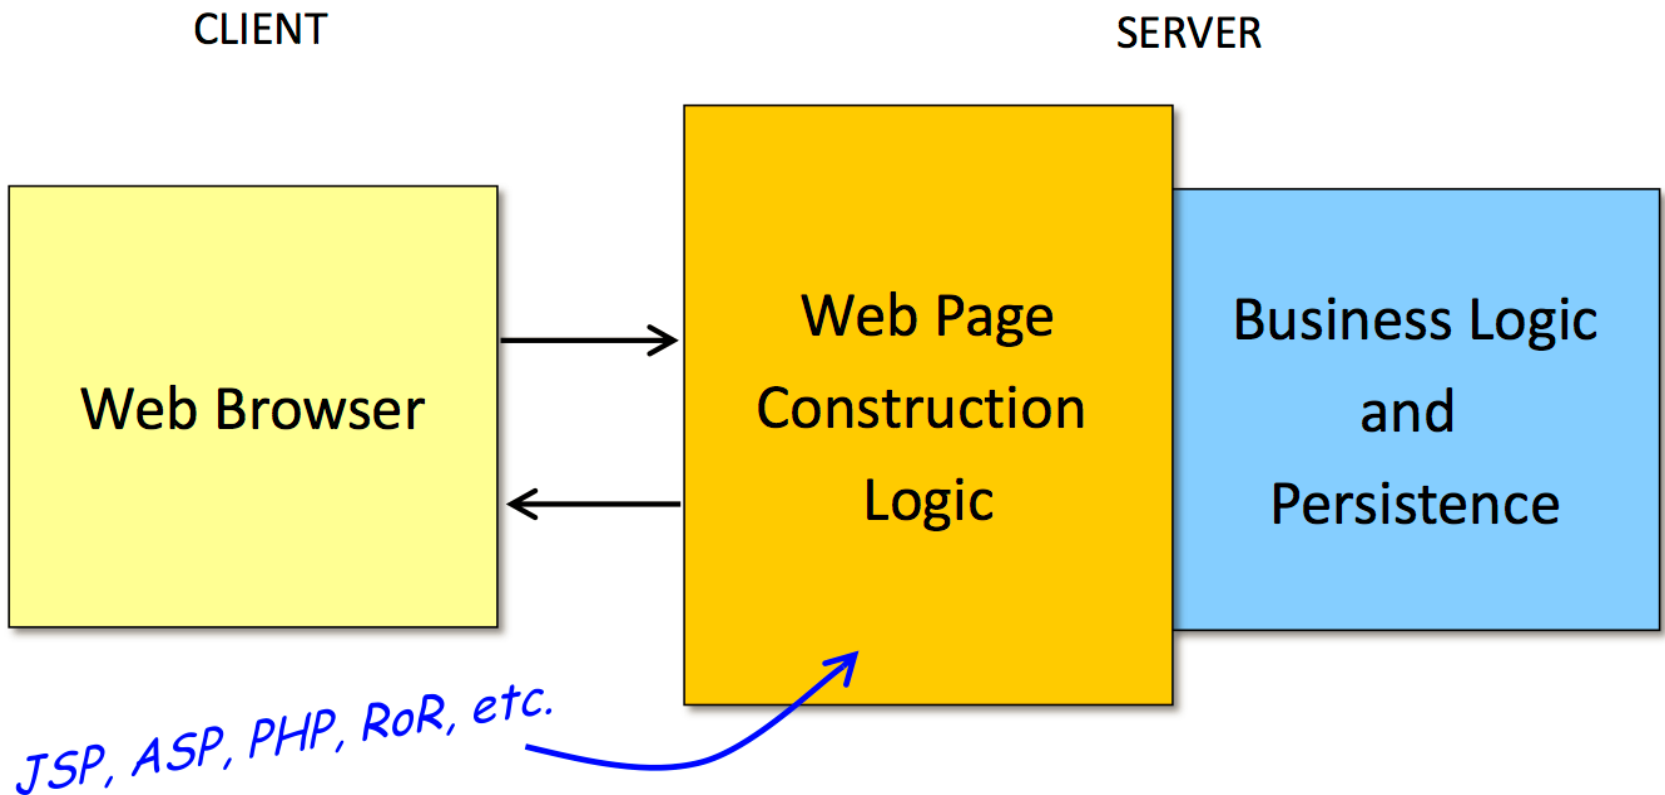 CLIENT
SERVER
Web Browser
Web Page
Construction
Logic
Business Logic
and
Persistence
JSP, ASP, PHP, RoR, etc.